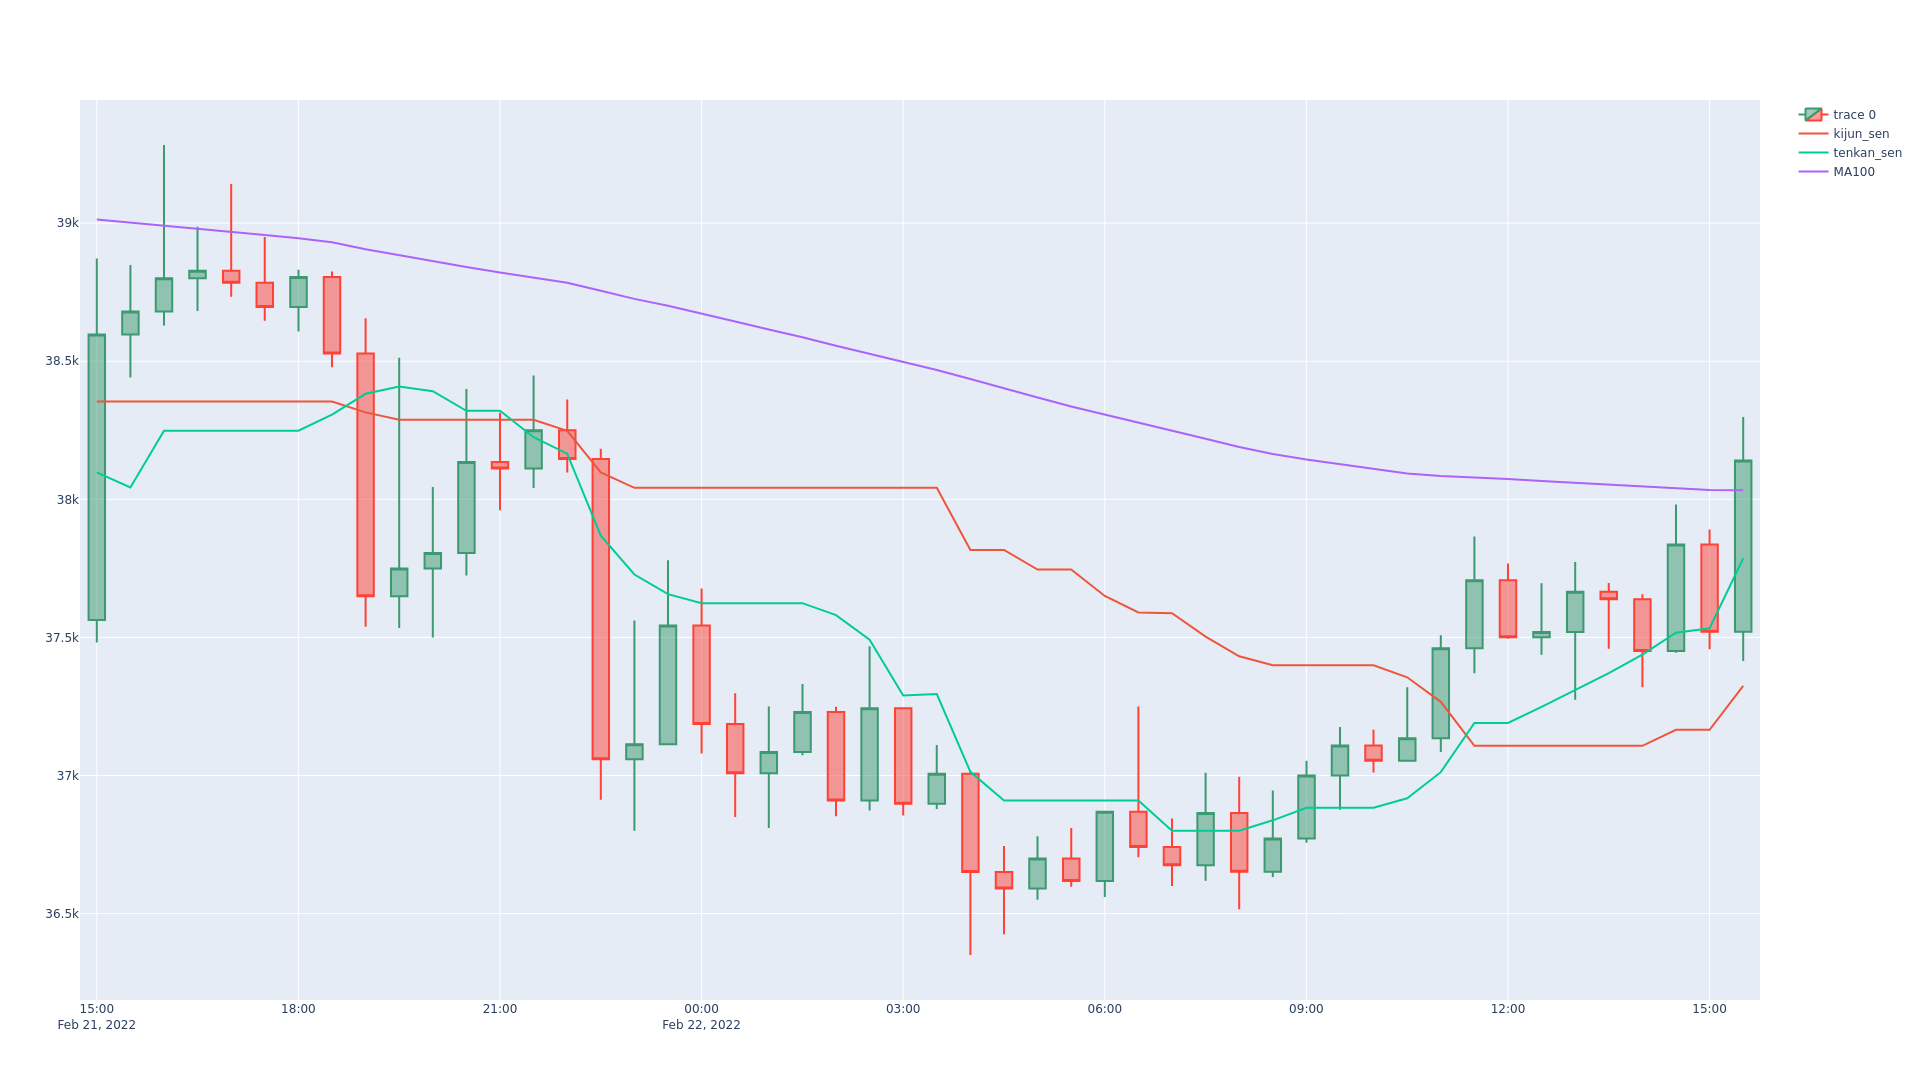 trace 0
kijun_sen
tenkan_sen
MA100
39k
38.5k
38k
37.5k
37k
36.5k
15:00 18:00 21:00 00:00 03:00 06:00 09:00 12:00 15:00
Feb 21, 2022 Feb 22, 2022